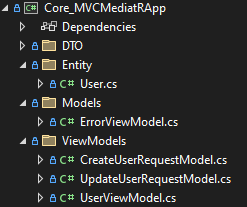 C# Core_MVCMediatRApp
Dependencies
DTO
Entity
C# User.cs
Models
C# ErrorViewModel.cs
ViewModels
C# CreateUserRequestModel.cs
C# UpdateUserRequestModel.cs
C# UserViewModel.cs